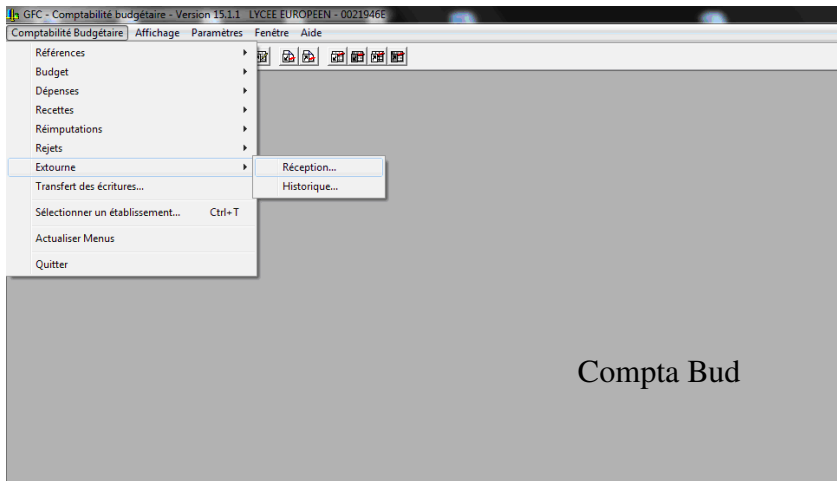 GFC - Comptabilité budgétaire - Version 15.1.1 LYCEE EUROPEEN - 0021946E
Comptabilité Budgétaire Affichage Paramètres Fenêtre Aide
Références
Budget
Dépenses
Recettes
Réimputations
Rejets
Extourne
Réception...
Transfert des écritures...
Historique...
Sélectionner un établissement... Ctrl+T
Actualiser Menus
Quitter
Compta Bud